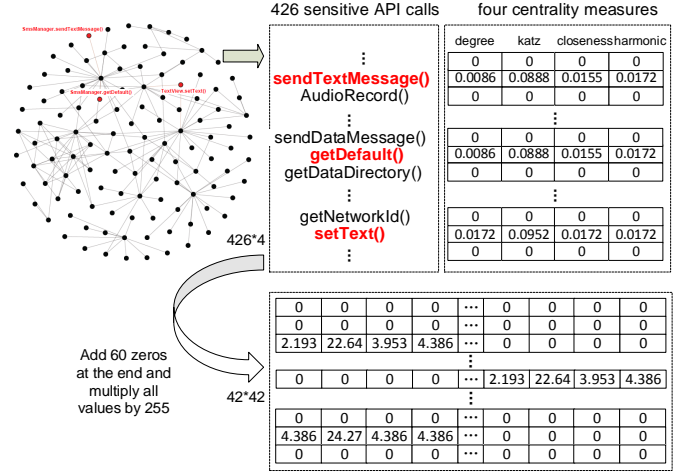 426 sensitive API calls
four centrality measures
SmsManager.sendTextMessage()
SmsManager.getDefault()
TextView.setText()
⋮
sendTextMessage()
AudioRecord()
sendDataMessage()
getDefault()
getDataDirectory()
⋮
getNetworkId()
setText()
degree katz closeness harmonic
0 0 0 0
0.0086 0.0888 0.0155 0.0172
0 0 0 0
⋮
0 0 0 0
0.0086 0.0888 0.0155 0.0172
0 0 0 0
⋮
0 0 0 0
0.0172 0.0952 0.0172 0.0172
0 0 0 0
426*4
Add 60 zeros
at the end and
multiply all
values by 255
42*42
0 0 0 0 ... 0 0 0 0
0 0 0 0 ... 0 0 0 0
2.193 22.64 3.953 4.386 ... 0 0 0 0
⋮
0 0 0 0 ... 2.193 22.64 3.953 4.386
⋮
0 0 0 0 ... 0 0 0 0
4.386 24.27 4.386 4.386 ... 0 0 0 0
0 0 0 0 ... 0 0 0 0